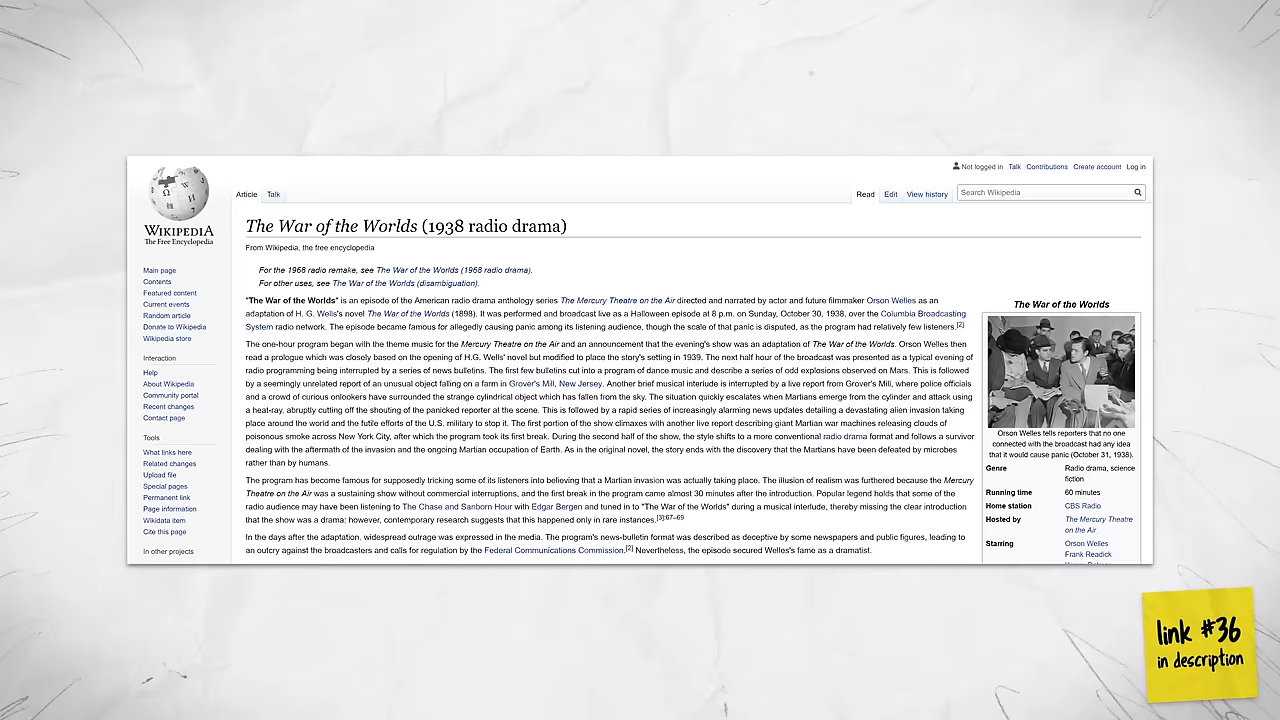 Not logged in Talk Contributions Create account Log in
Article Talk Read Edit View history Search Wikipedia
WIKIPEDIA
The Free Encyclopedia
Main page
Contents
Featured content
Current events
Random article
Donate to Wikipedia
Wikipedia store
Interaction
Help
About Wikipedia
Community portal
Recent changes
Contact page
Tools
What links here
Related changes
Upload file
Special pages
Permanent link
Page information
Wikidata item
Cite this page
In other projects
The War of the Worlds (1938 radio drama)
From Wikipedia, the free encyclopedia
For the 1968 radio remake, see The War of the Worlds (1968 radio drama).
For other uses, see The War of the Worlds (disambiguation).
"The War of the Worlds" is an episode of the American radio drama anthology series The Mercury Theatre on the Air directed and narrated by actor and future filmmaker Orson Welles as an
adaptation of H. G. Wells's novel The War of the Worlds (1898). It was performed and broadcast live as a Halloween episode at 8 p.m. on Sunday, October 30, 1938, over the Columbia Broadcasting
System radio network. The episode became famous for allegedly causing panic among its listening audience, though the scale of that panic is disputed, as the program had relatively few listeners.[2]
The one-hour program began with the theme music for the Mercury Theatre on the Air and an announcement that the evening's show was an adaptation of The War of the Worlds. Orson Welles then
read a prologue which was closely based on the opening of H.G. Wells' novel but modified to place the story's setting in 1939. The next half hour of the broadcast was presented as a typical evening of
radio programming being interrupted by a series of news bulletins. The first few bulletins cut into a program of dance music and describe a series of odd explosions observed on Mars. This is followed
by a seemingly unrelated report of an unusual object falling on a farm in Grover's Mill, New Jersey. Another brief musical interlude is interrupted by a live report from Grover's Mill, where police officials
and a crowd of curious onlookers have surrounded the strange cylindrical object which has fallen from the sky. The situation quickly escalates when Martians emerge from the cylinder and attack using
a heat-ray, abruptly cutting off the shouting of the panicked reporter at the scene. This is followed by a rapid series of increasingly alarming news updates detailing a devastating alien invasion taking
place around the world and the futile efforts of the U.S. military to stop it. The first portion of the show climaxes with another live report describing giant Martian war machines releasing clouds of
poisonous smoke across New York City, after which the program took its first break. During the second half of the show, the style shifts to a more conventional radio drama format and follows a survivor
dealing with the aftermath of the invasion and the ongoing Martian occupation of Earth. As in the original novel, the story ends with the discovery that the Martians have been defeated by microbes
rather than by humans.
The program has become famous for supposedly tricking some of its listeners into believing that a Martian invasion was actually taking place. The illusion of realism was furthered because the Mercury
Theatre on the Air was a sustaining show without commercial interruptions, and the first break in the program came almost 30 minutes after the introduction. Popular legend holds that some of the
radio audience may have been listening to The Chase and Sanborn Hour with Edgar Bergen and tuned in to "The War of the Worlds" during a musical interlude, thereby missing the clear introduction
that the show was a drama; however, contemporary research suggests that this happened only in rare instances.[3]:67–69
In the days after the adaptation, widespread outrage was expressed in the media. The program's news-bulletin format was described as deceptive by some newspapers and public figures, leading to
an outcry against the broadcasters and calls for regulation by the Federal Communications Commission.[2] Nevertheless, the episode secured Welles's fame as a dramatist.
The War of the Worlds
Orson Welles tells reporters that no one
connected with the broadcast had any idea
that it would cause panic (October 31, 1938).
Genre Radio drama, science
fiction
Running time 60 minutes
Home station CBS Radio
Hosted by The Mercury Theatre
on the Air
Starring Orson Welles
Frank Readick
link #36
in description